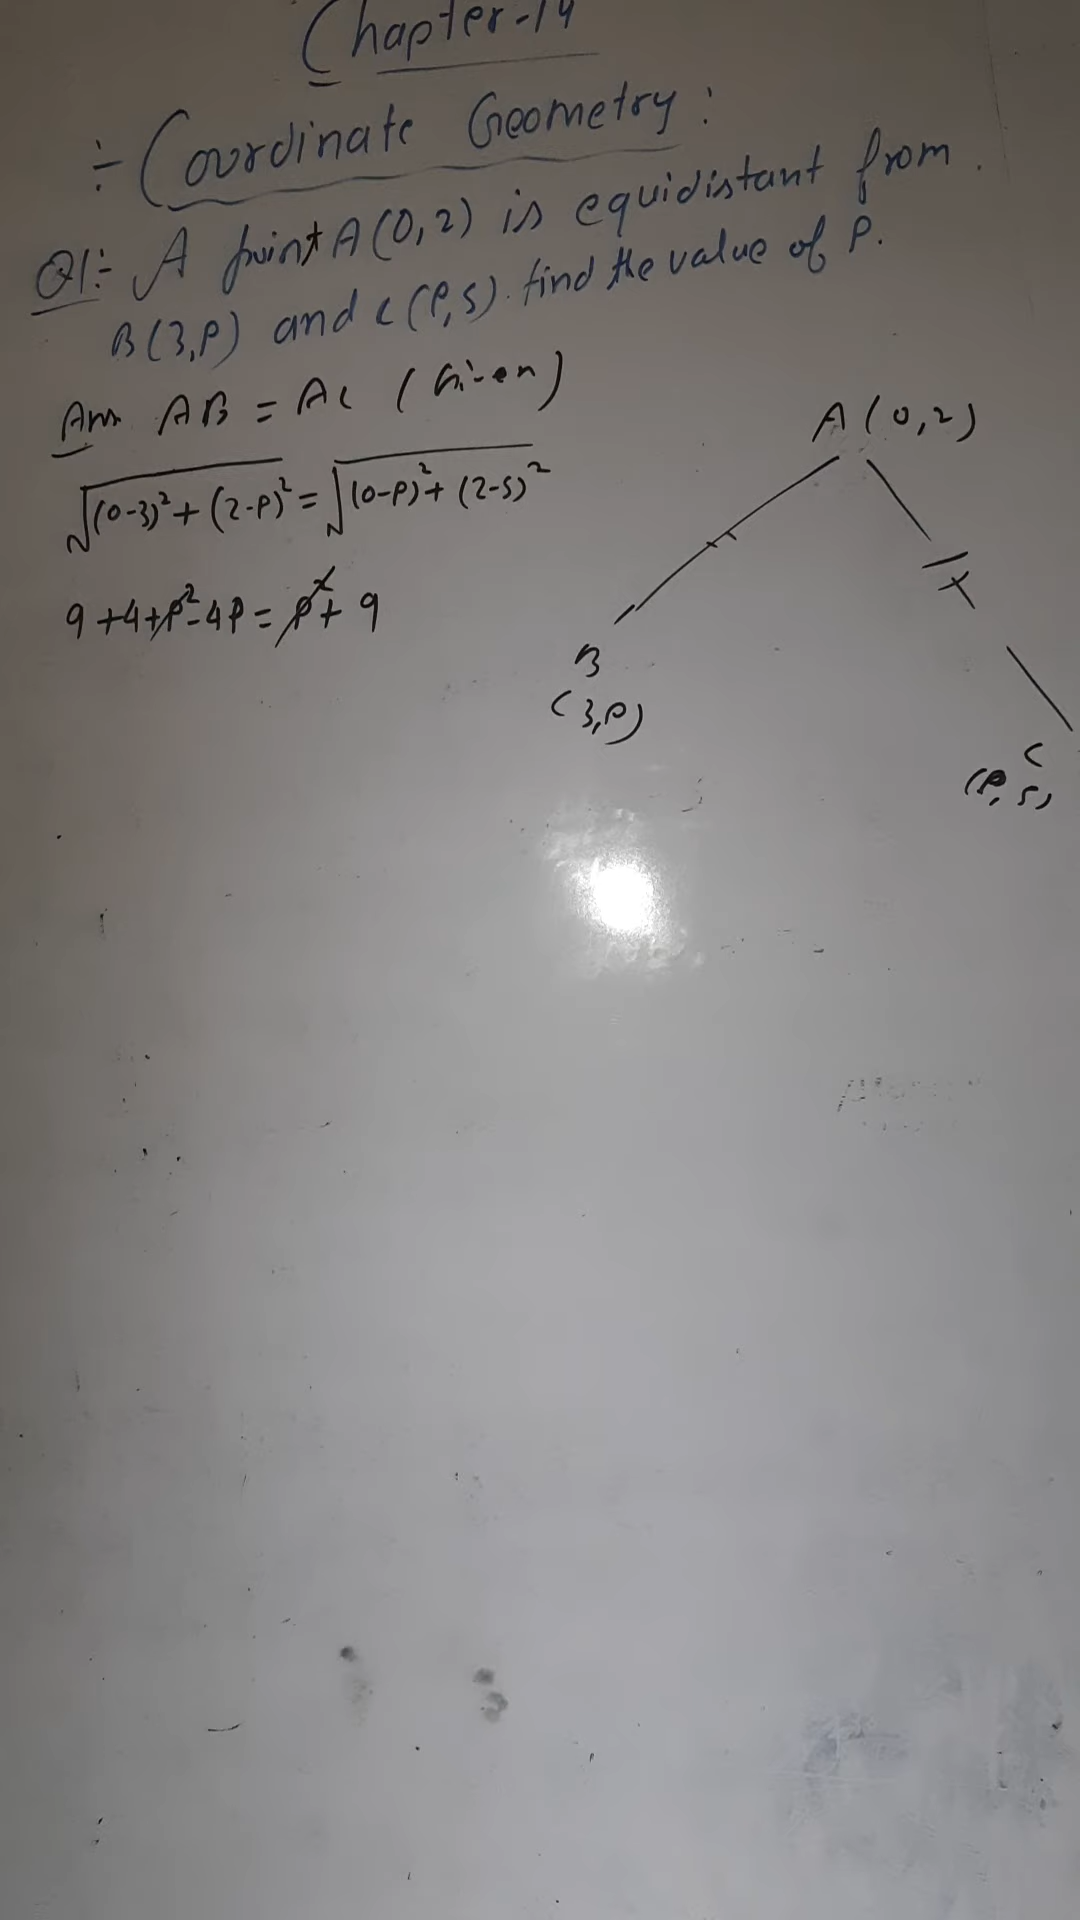 Chapter-14
÷ Coordinate Geometry:
Q1:- A point A(0,2) is equidistant from.
B(3,P) and C(P,5). find the value of P.
Ans AB = AC (Given)
√(0-3)²+(2-P)² = √(0-P)²+(2-5)²
9+4+P²-4P = P²+9
A(0,2)
B
(3,P)
C
(P,5)